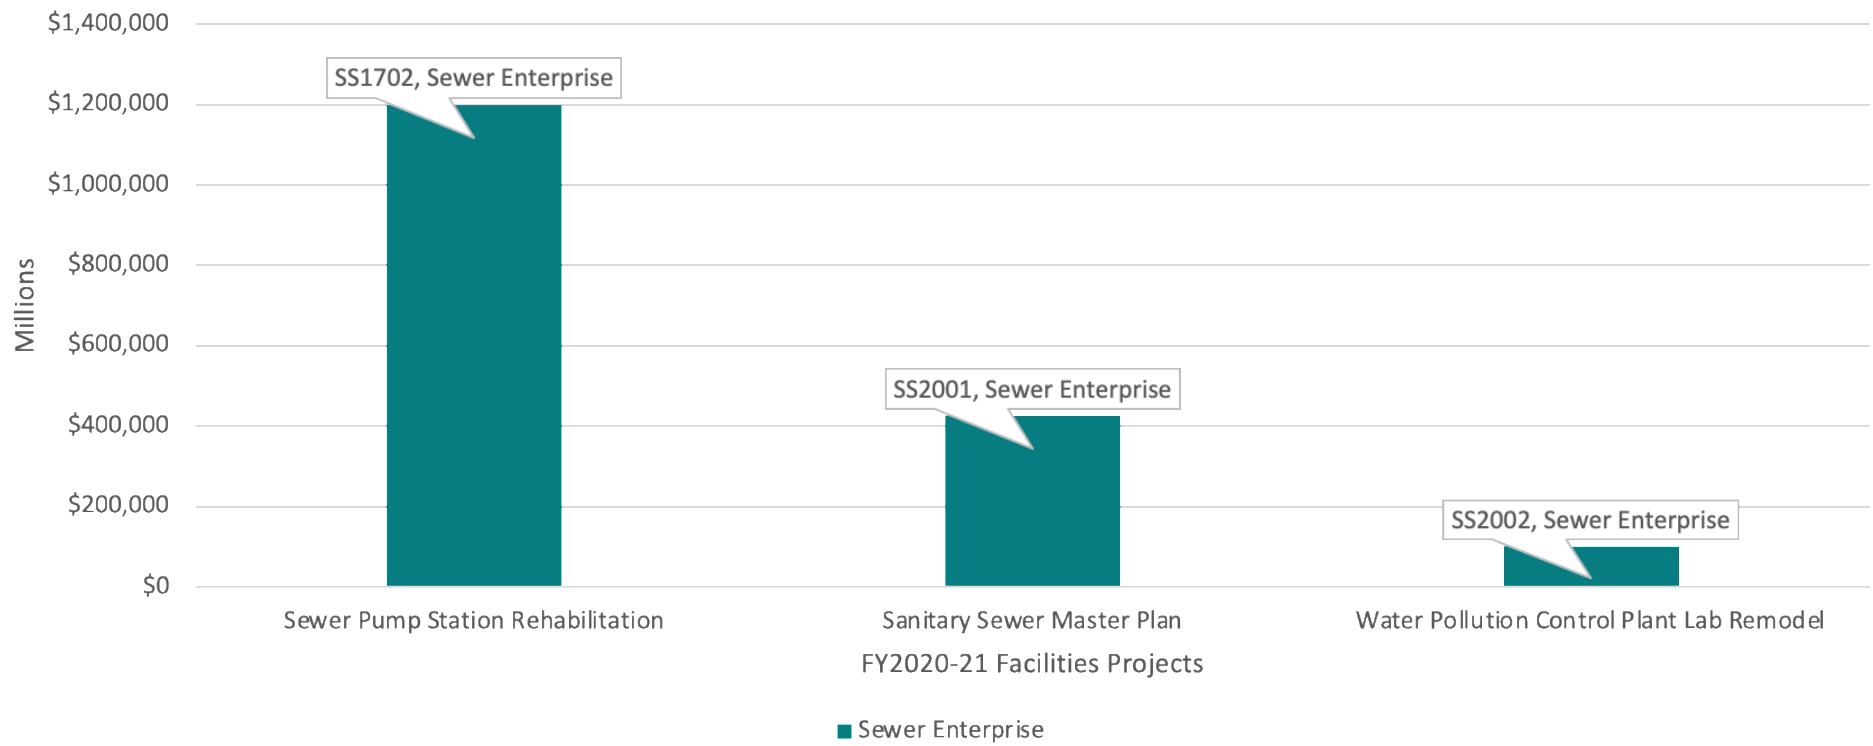 $1,400,000
SS1702, Sewer Enterprise
$1,200,000
$1,000,000
$800,000
Millions
$600,000
SS2001, Sewer Enterprise
$400,000
$200,000
SS2002, Sewer Enterprise
$0
Sewer Pump Station Rehabilitation
Sanitary Sewer Master Plan
Water Pollution Control Plant Lab Remodel
FY2020-21 Facilities Projects
Sewer Enterprise